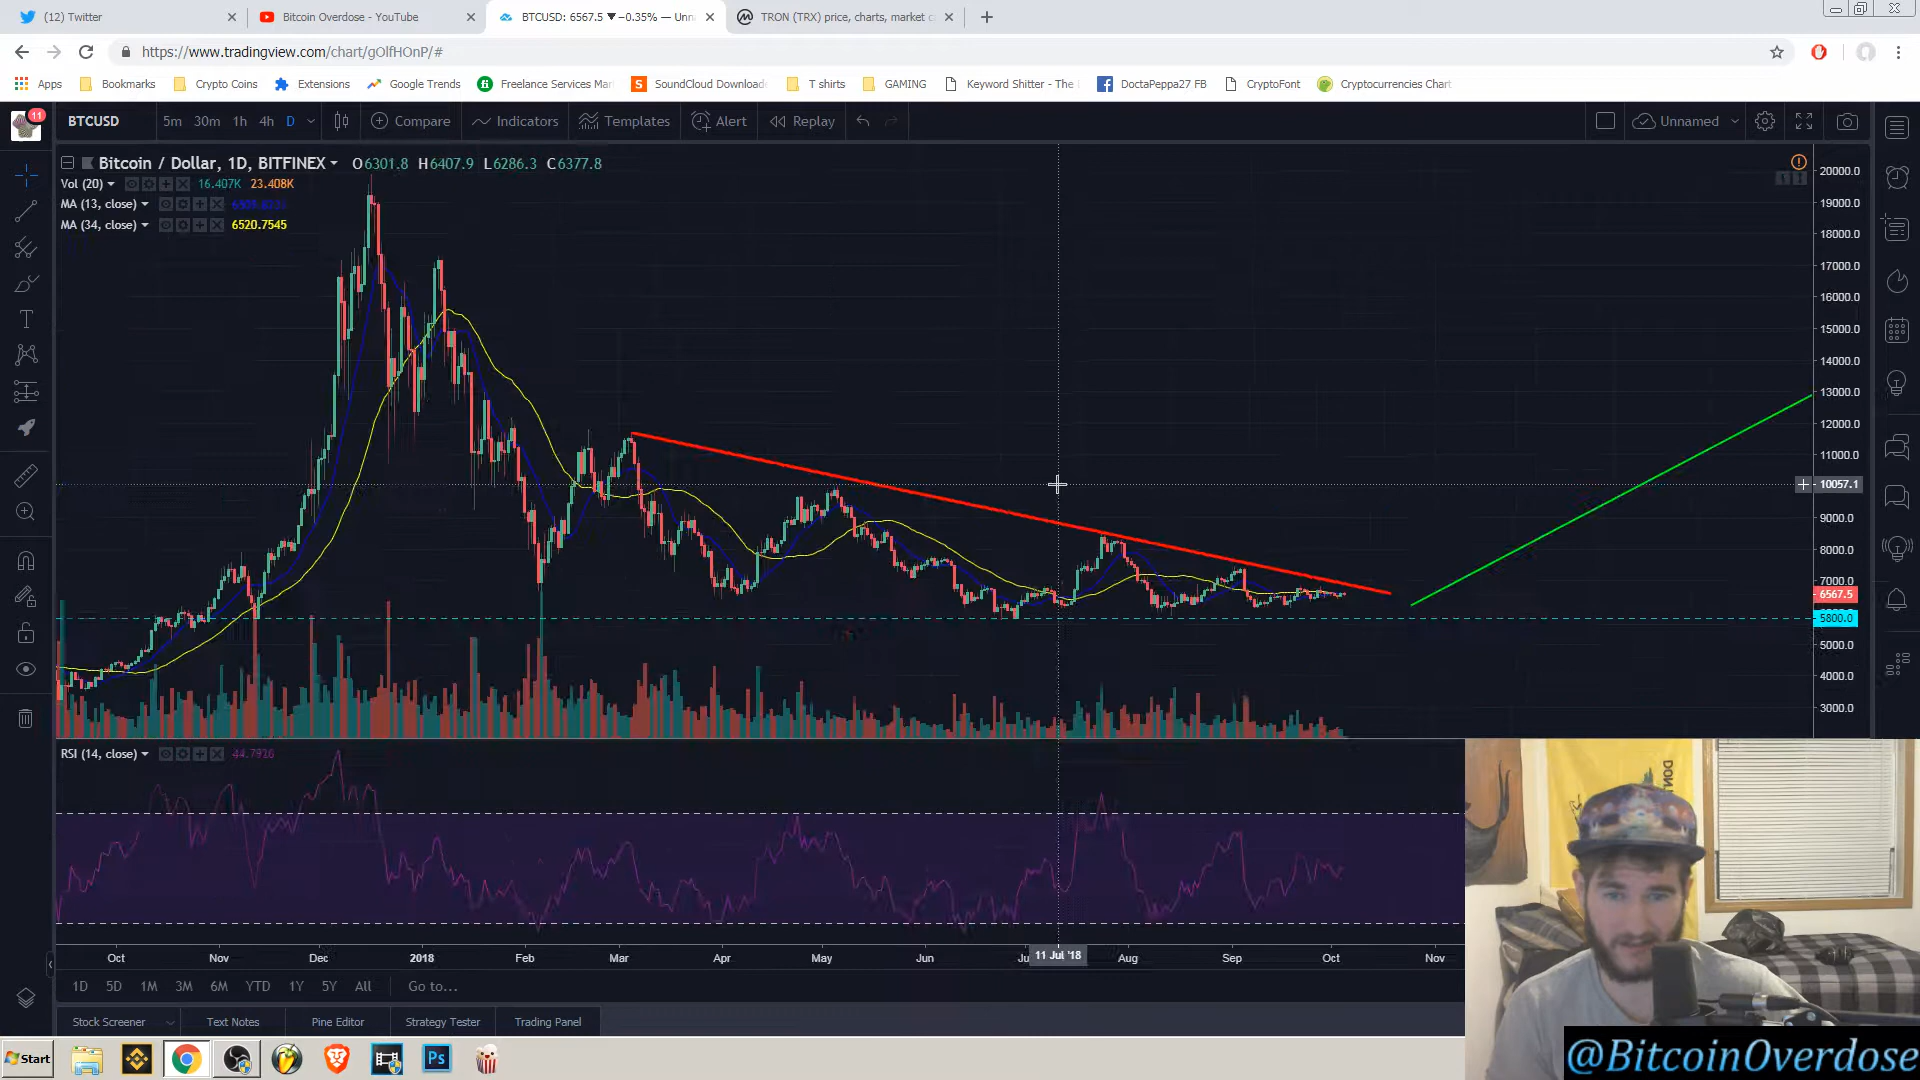 (12) Twitter
Bitcoin Overdose - YouTube
BTCUSD: 6567.5 ▼ −0.35% — Unn
TRON (TRX) price, charts, market c
https://www.tradingview.com/chart/gOlfHOnP/#
Apps
Bookmarks
Crypto Coins
Extensions
Google Trends
Freelance Services Mar
SoundCloud Download
T shirts
GAMING
Keyword Shitter - The
DoctaPeppa27 FB
CryptoFont
Cryptocurrencies Chart
11
BTCUSD
5m 30m 1h 4h D
Compare
Indicators
Templates
Alert
Replay
Unnamed
Bitcoin / Dollar, 1D, BITFINEX O6301.8 H6407.9 L6286.3 C6377.8
Vol (20) 16.407K 23.408K
MA (13, close)
MA (34, close) 6520.7545
20000.0
19000.0
18000.0
17000.0
16000.0
15000.0
14000.0
13000.0
12000.0
11000.0
10057.1
9000.0
8000.0
7000.0
6567.5
5800.0
5000.0
4000.0
3000.0
RSI (14, close) 44.7926
DON
Oct Nov Dec 2018 Feb Mar Apr May Jun 11 Jul '18 Aug Sep Oct Nov
1D 5D 1M 3M 6M YTD 1Y 5Y All Go to...
Stock Screener
Text Notes
Pine Editor
Strategy Tester
Trading Panel
Start
Ps
@BitcoinOverdose